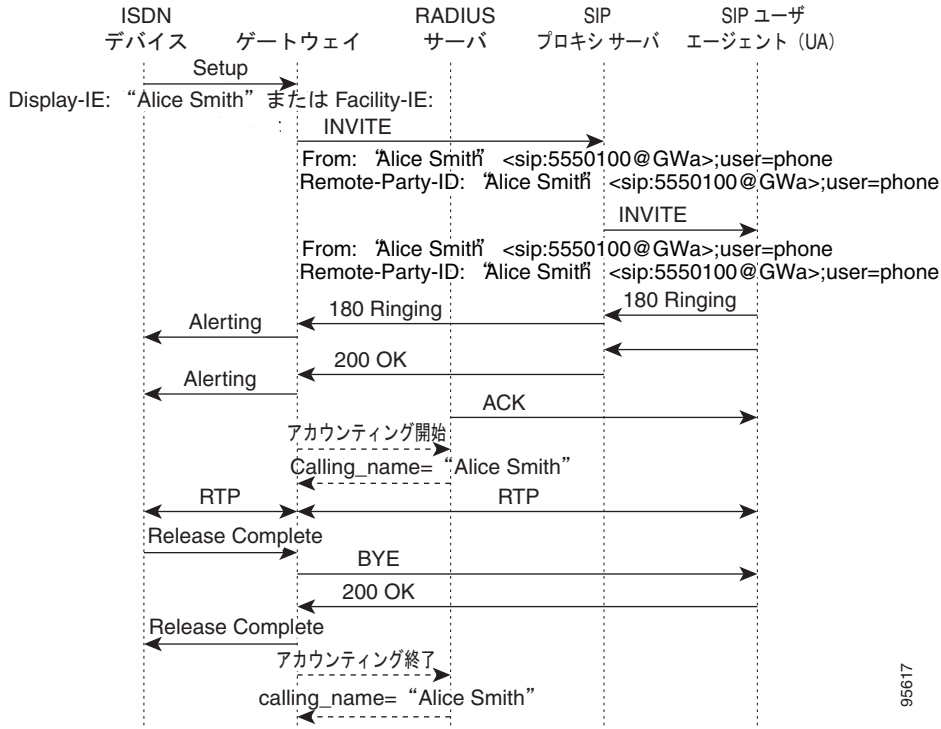 ISDN デバイス
ゲートウェイ
RADIUS サーバ
SIP プロキシ サーバ
SIP ユーザ エージェント（UA）
Setup
Display-IE: “Alice Smith” または Facility-IE:
:
INVITE
From: “Alice Smith” <sip:5550100@GWa>;user=phone
Remote-Party-ID: “Alice Smith” <sip:5550100@GWa>;user=phone
INVITE
From: “Alice Smith” <sip:5550100@GWa>;user=phone
Remote-Party-ID: “Alice Smith” <sip:5550100@GWa>;user=phone
180 Ringing
180 Ringing
Alerting
200 OK
Alerting
ACK
アカウンティング開始
Calling_name= “Alice Smith”
RTP
RTP
Release Complete
BYE
200 OK
Release Complete
アカウンティング終了
calling_name= “Alice Smith”
95617